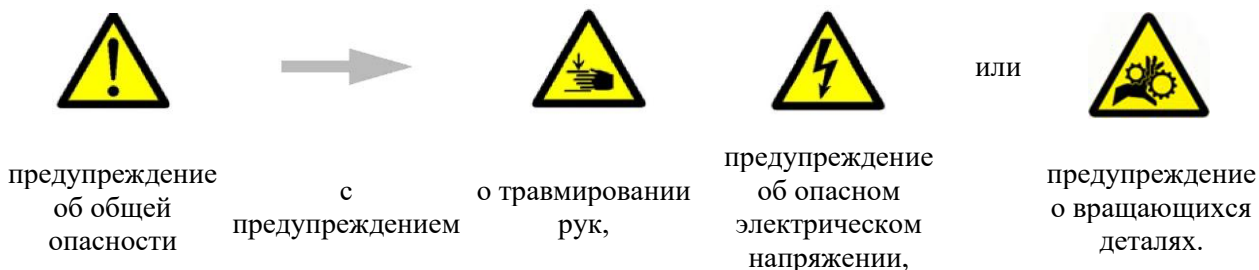 или
предупреждение
об общей
опасности
с
предупреждением
о травмировании
рук,
предупреждение
об опасном
электрическом
напряжении,
предупреждение
о вращающихся
деталях.